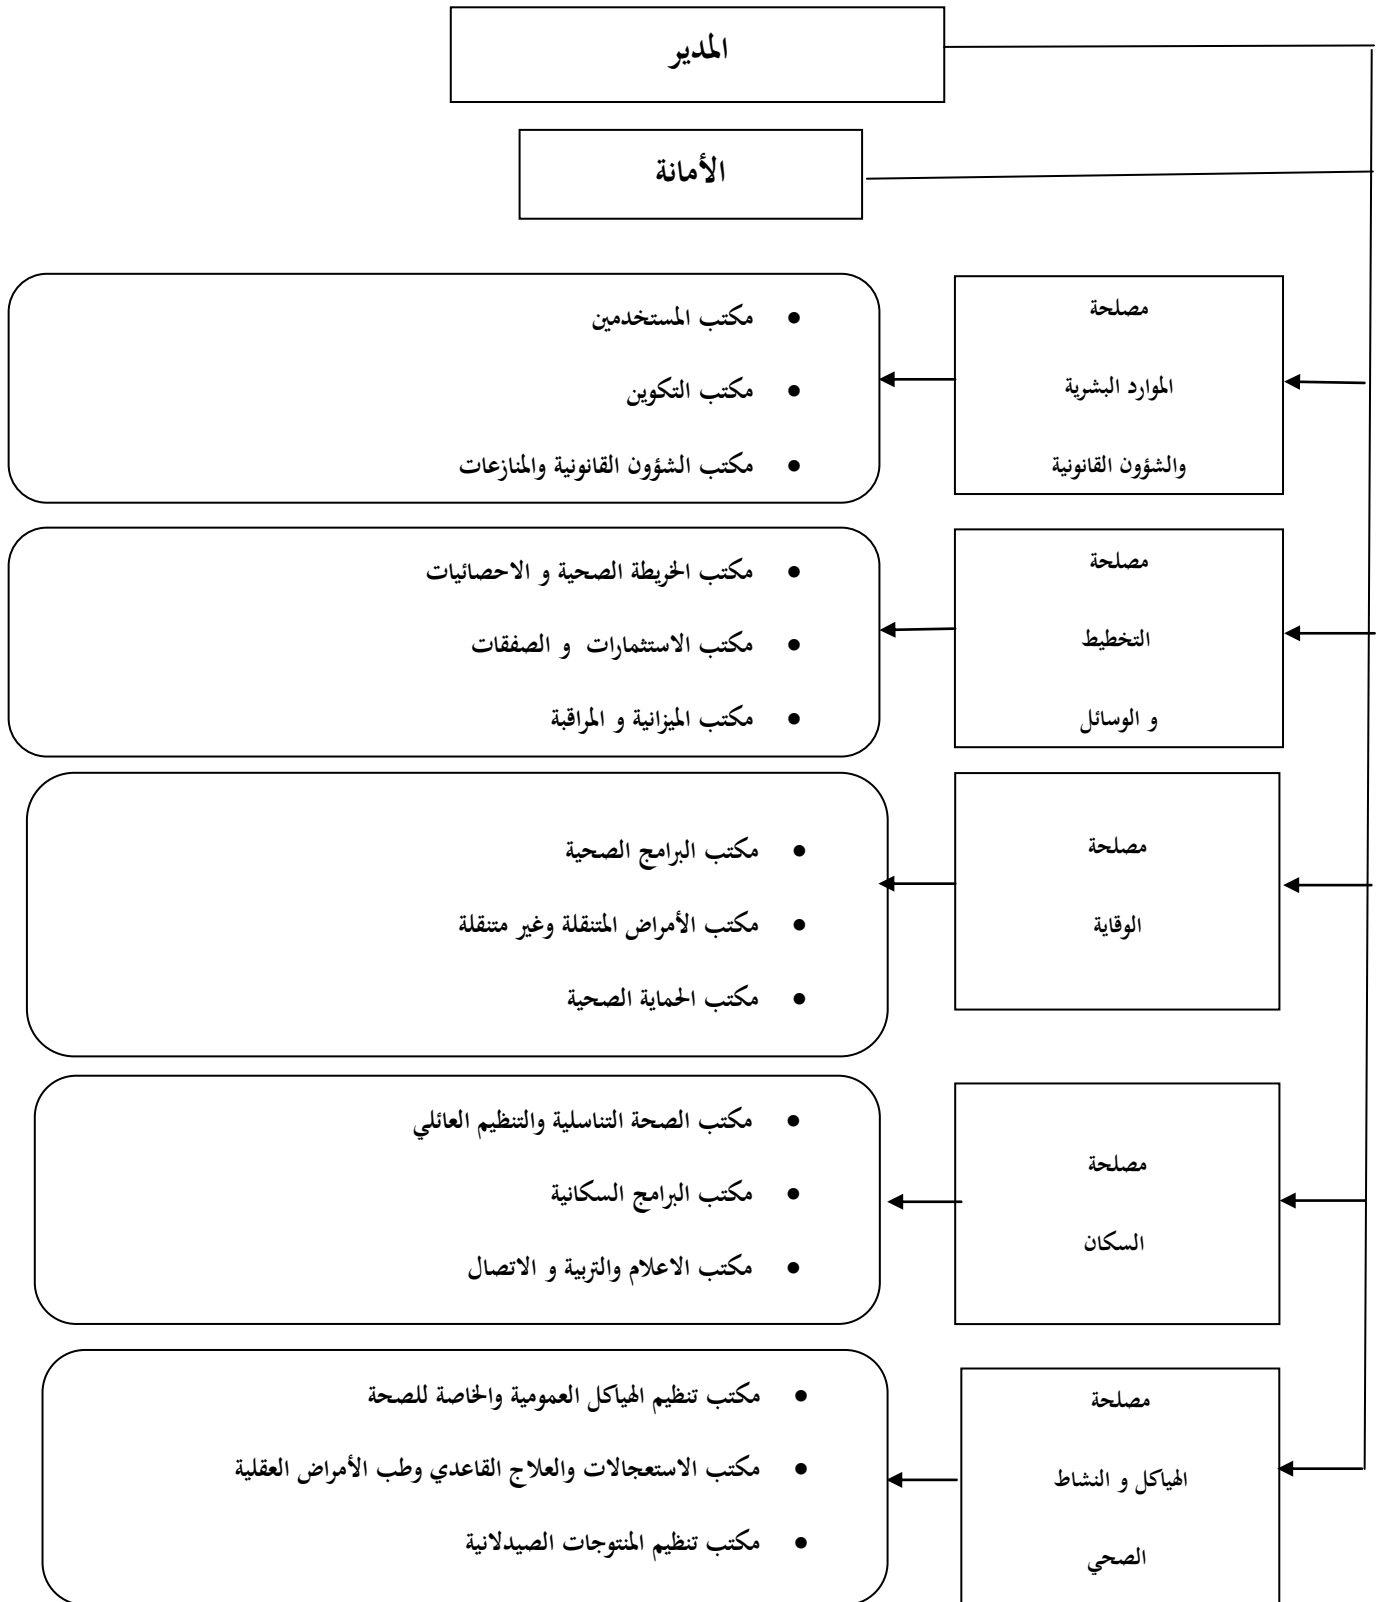 المدير
الأمانة
مصلحة
الموارد البشرية
والشؤون القانونية
• مكتب المستخدمين
• مكتب التكوين
• مكتب الشؤون القانونية والمنازعات
مصلحة
التخطيط
و الوسائل
• مكتب الخريطة الصحية و الاحصائيات
• مكتب الاستثمارات و الصفقات
• مكتب الميزانية و المراقبة
مصلحة
الوقاية
• مكتب البرامج الصحية
• مكتب الأمراض المتنقلة وغير متنقلة
• مكتب الحماية الصحية
مصلحة
السكان
• مكتب الصحة التناسلية والتنظيم العائلي
• مكتب البرامج السكانية
• مكتب الاعلام والتربية و الاتصال
مصلحة
الهياكل و النشاط
الصحي
• مكتب تنظيم الهياكل العمومية والخاصة للصحة
• مكتب الاستعجالات والعلاج القاعدي وطب الأمراض العقلية
• مكتب تنظيم المنتوجات الصيدلانية